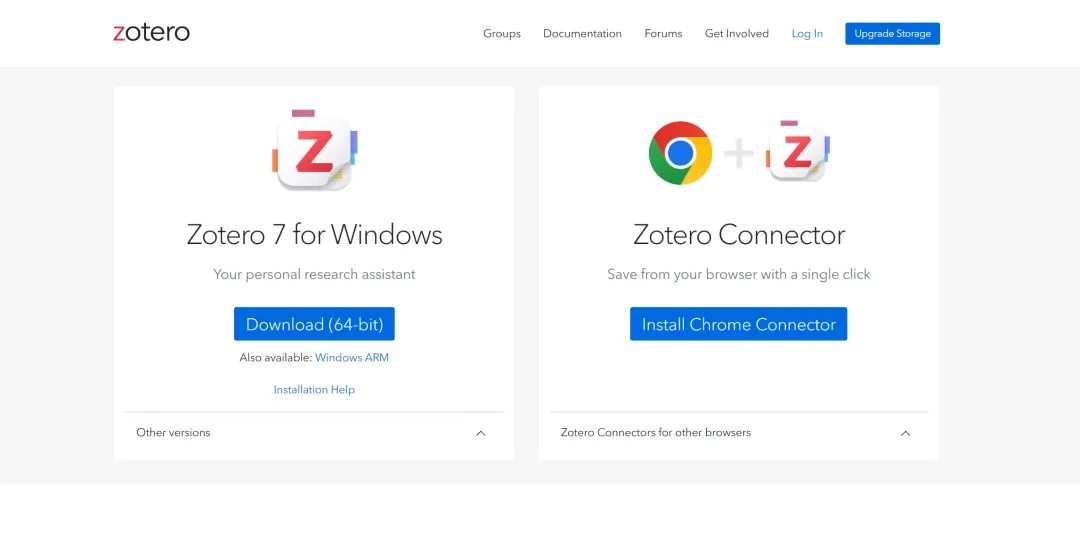 zotero
Groups Documentation Forums Get Involved Log In Upgrade Storage
Z
Zotero 7 for Windows
Your personal research assistant
Download (64-bit)
Also available: Windows ARM
Installation Help
Other versions
Z
Zotero Connector
Save from your browser with a single click
Install Chrome Connector
Zotero Connectors for other browsers